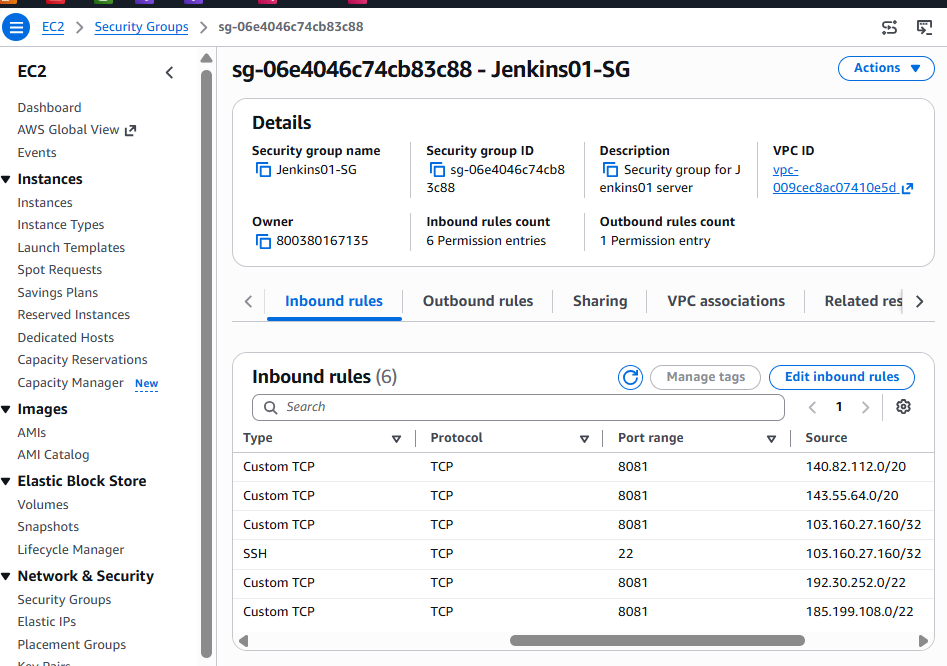 EC2 > Security Groups > sg-06e4046c74cb83c88
EC2
Dashboard
AWS Global View
Events
Instances
Instances
Instance Types
Launch Templates
Spot Requests
Savings Plans
Reserved Instances
Dedicated Hosts
Capacity Reservations
Capacity Manager New
Images
AMIs
AMI Catalog
Elastic Block Store
Volumes
Snapshots
Lifecycle Manager
Network & Security
Security Groups
Elastic IPs
Placement Groups
Key Pairs
sg-06e4046c74cb83c88 - Jenkins01-SG
Actions
Details
Security group name
Jenkins01-SG
Security group ID
sg-06e4046c74cb8
3c88
Description
Security group for J
enkins01 server
VPC ID
vpc-
009cec8ac07410e5d
Owner
800380167135
Inbound rules count
6 Permission entries
Outbound rules count
1 Permission entry
Inbound rules Outbound rules Sharing VPC associations Related res
Inbound rules (6)
Manage tags Edit inbound rules
Search
1
Type Protocol Port range Source
Custom TCP TCP 8081 140.82.112.0/20
Custom TCP TCP 8081 143.55.64.0/20
Custom TCP TCP 8081 103.160.27.160/32
SSH TCP 22 103.160.27.160/32
Custom TCP TCP 8081 192.30.252.0/22
Custom TCP TCP 8081 185.199.108.0/22